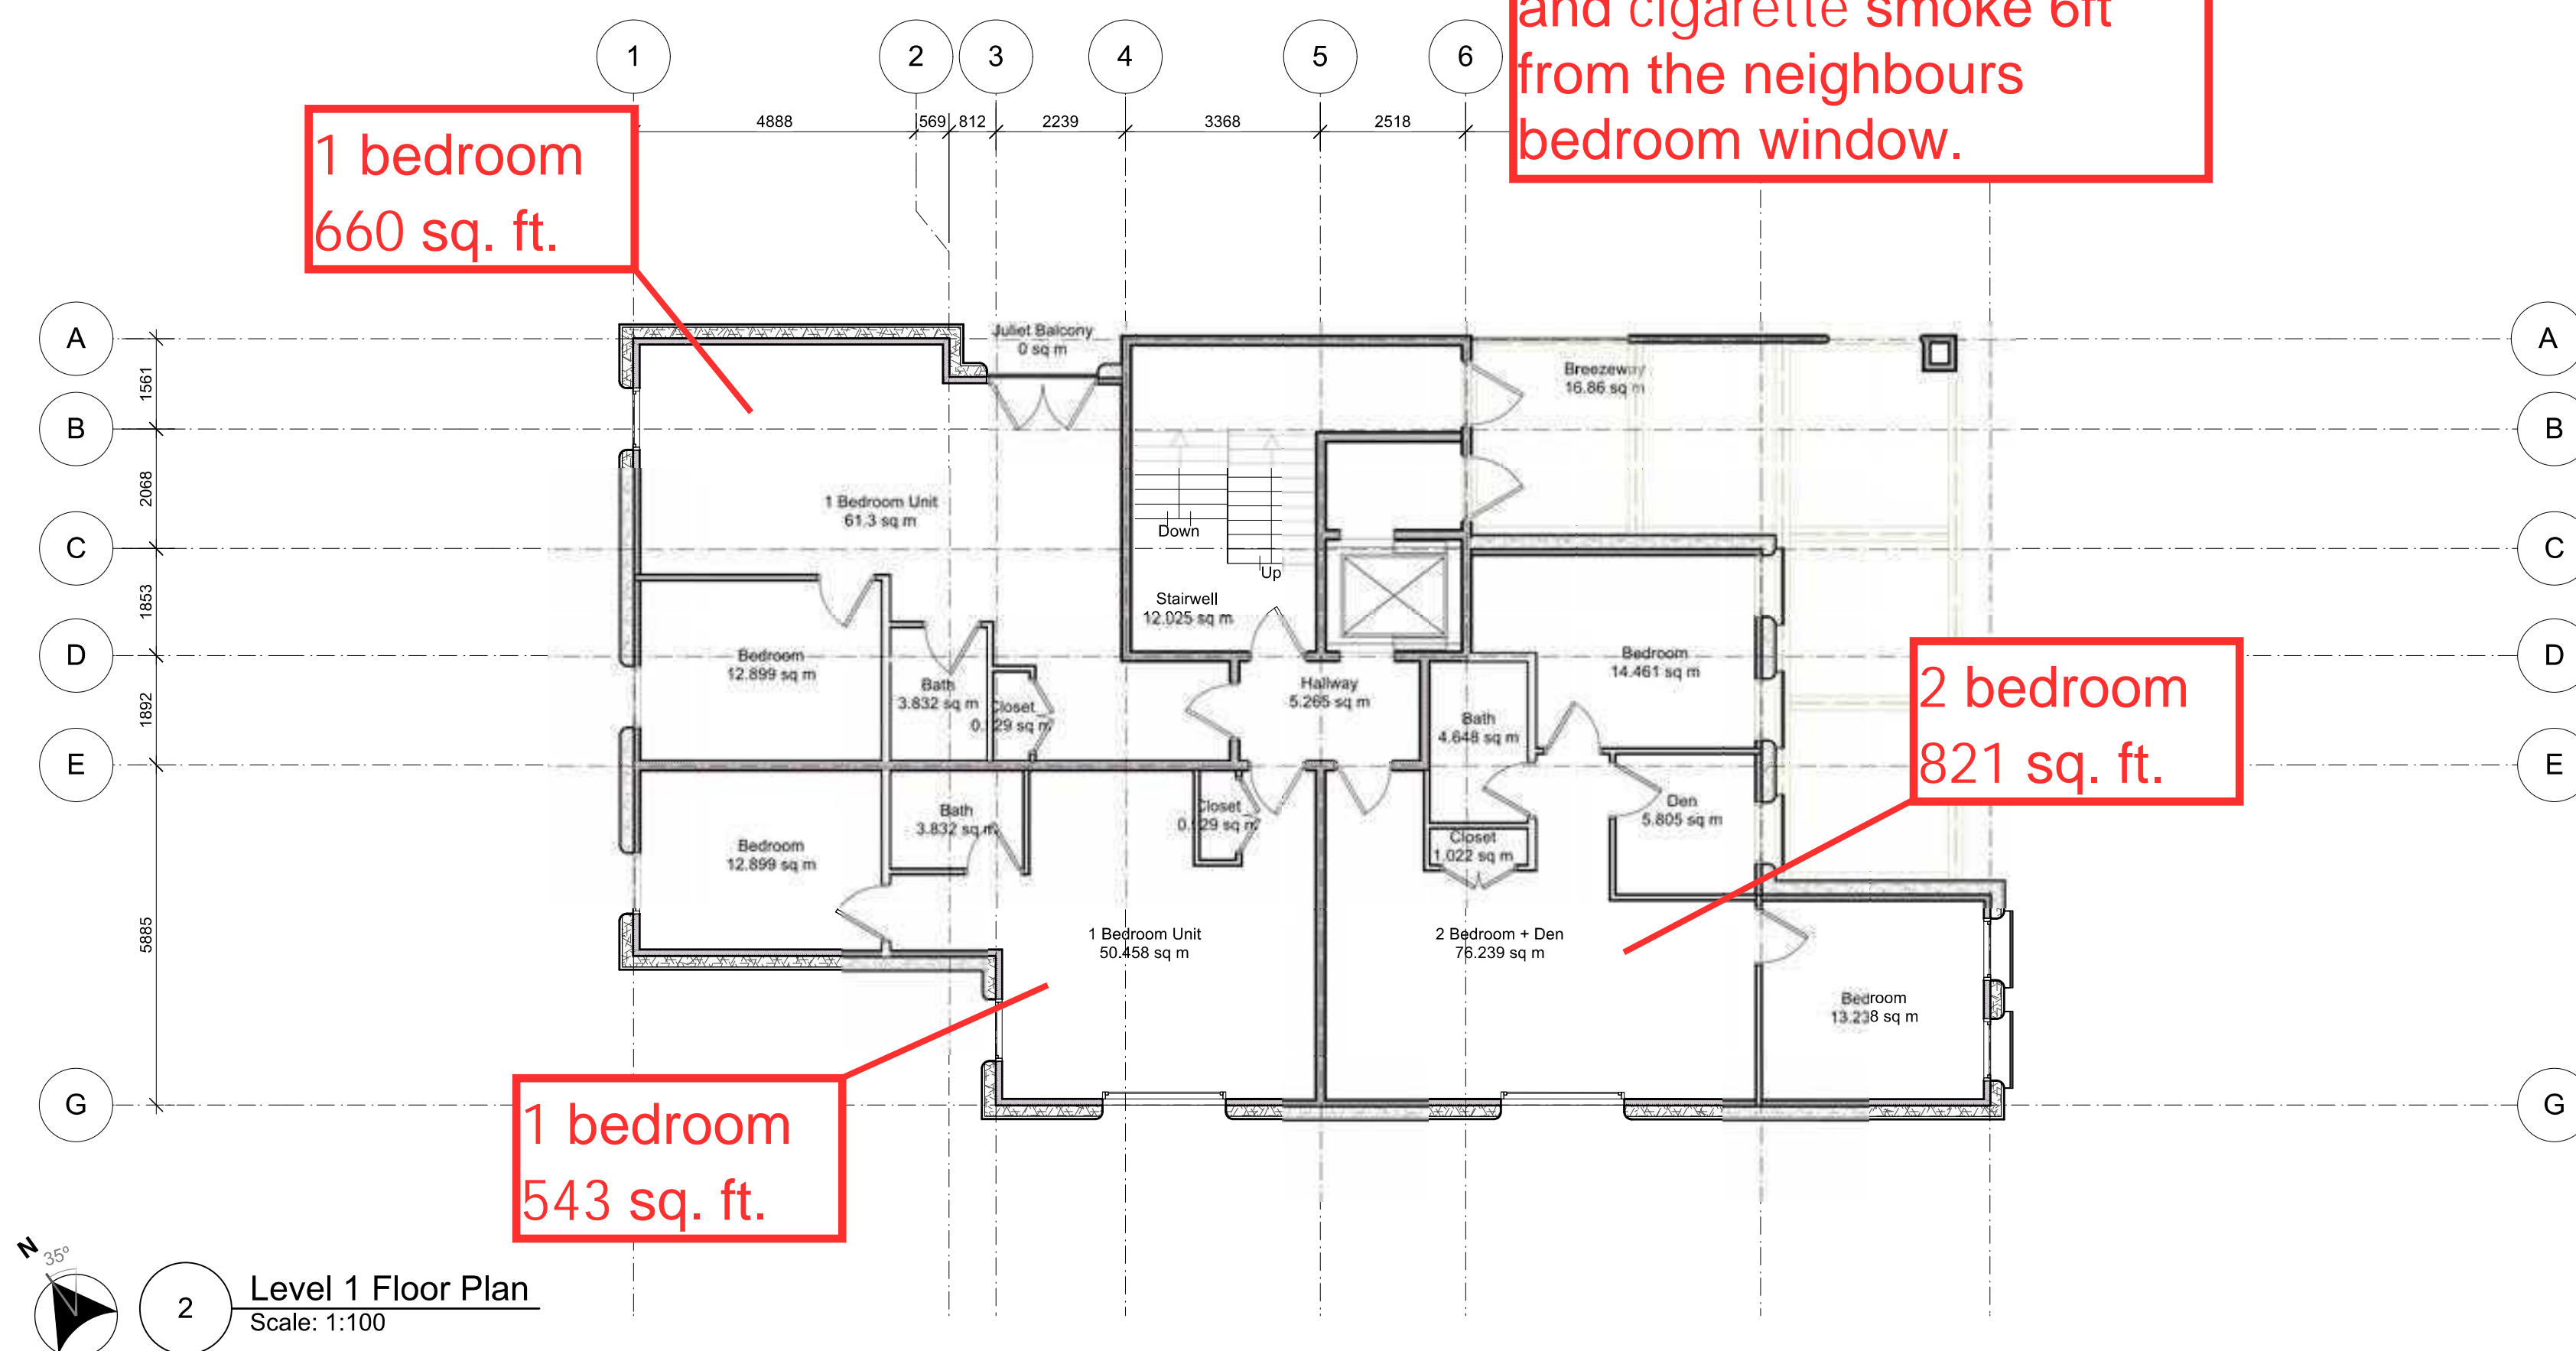 and cigarette smoke 6ft
from the neighbours
bedroom window.
1
2
3
4
5
6
4888
569
812
2239
3368
2518
1 bedroom
660 sq. ft.
A
B
C
D
E
G
1561
2068
1853
1892
5885
A
B
C
D
E
G
Juliet Balcony
0 sq m
Breezeway
16.86 sq m
1 Bedroom Unit
61.3 sq m
Down
Up
Stairwell
12.025 sq m
Bedroom
12.899 sq m
Bath
3.832 sq m
Closet
sq m
Hallway
5.265 sq m
Bath
4.648 sq m
Bedroom
14.461 sq m
2 bedroom
821 sq. ft.
Bedroom
12.899 sq m
Bath
3.832 sq m
Closet
sq m
Closet
1.022 sq m
Den
5.805 sq m
1 Bedroom Unit
50.458 sq m
2 Bedroom + Den
76.239 sq m
Bedroom
13.238 sq m
1 bedroom
543 sq. ft.
N
35°
2
Level 1 Floor Plan
Scale: 1:100